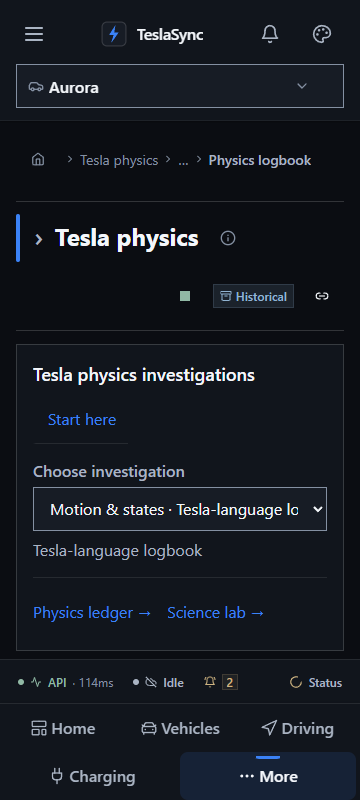 TeslaSync
Aurora
Tesla physics
...
Physics logbook
Tesla physics
Historical
Tesla physics investigations
Start here
Choose investigation
Motion & states · Tesla-language lo
Tesla-language logbook
Physics ledger → Science lab →
API · 114ms Idle 2 Status
Home Vehicles Driving
Charging More